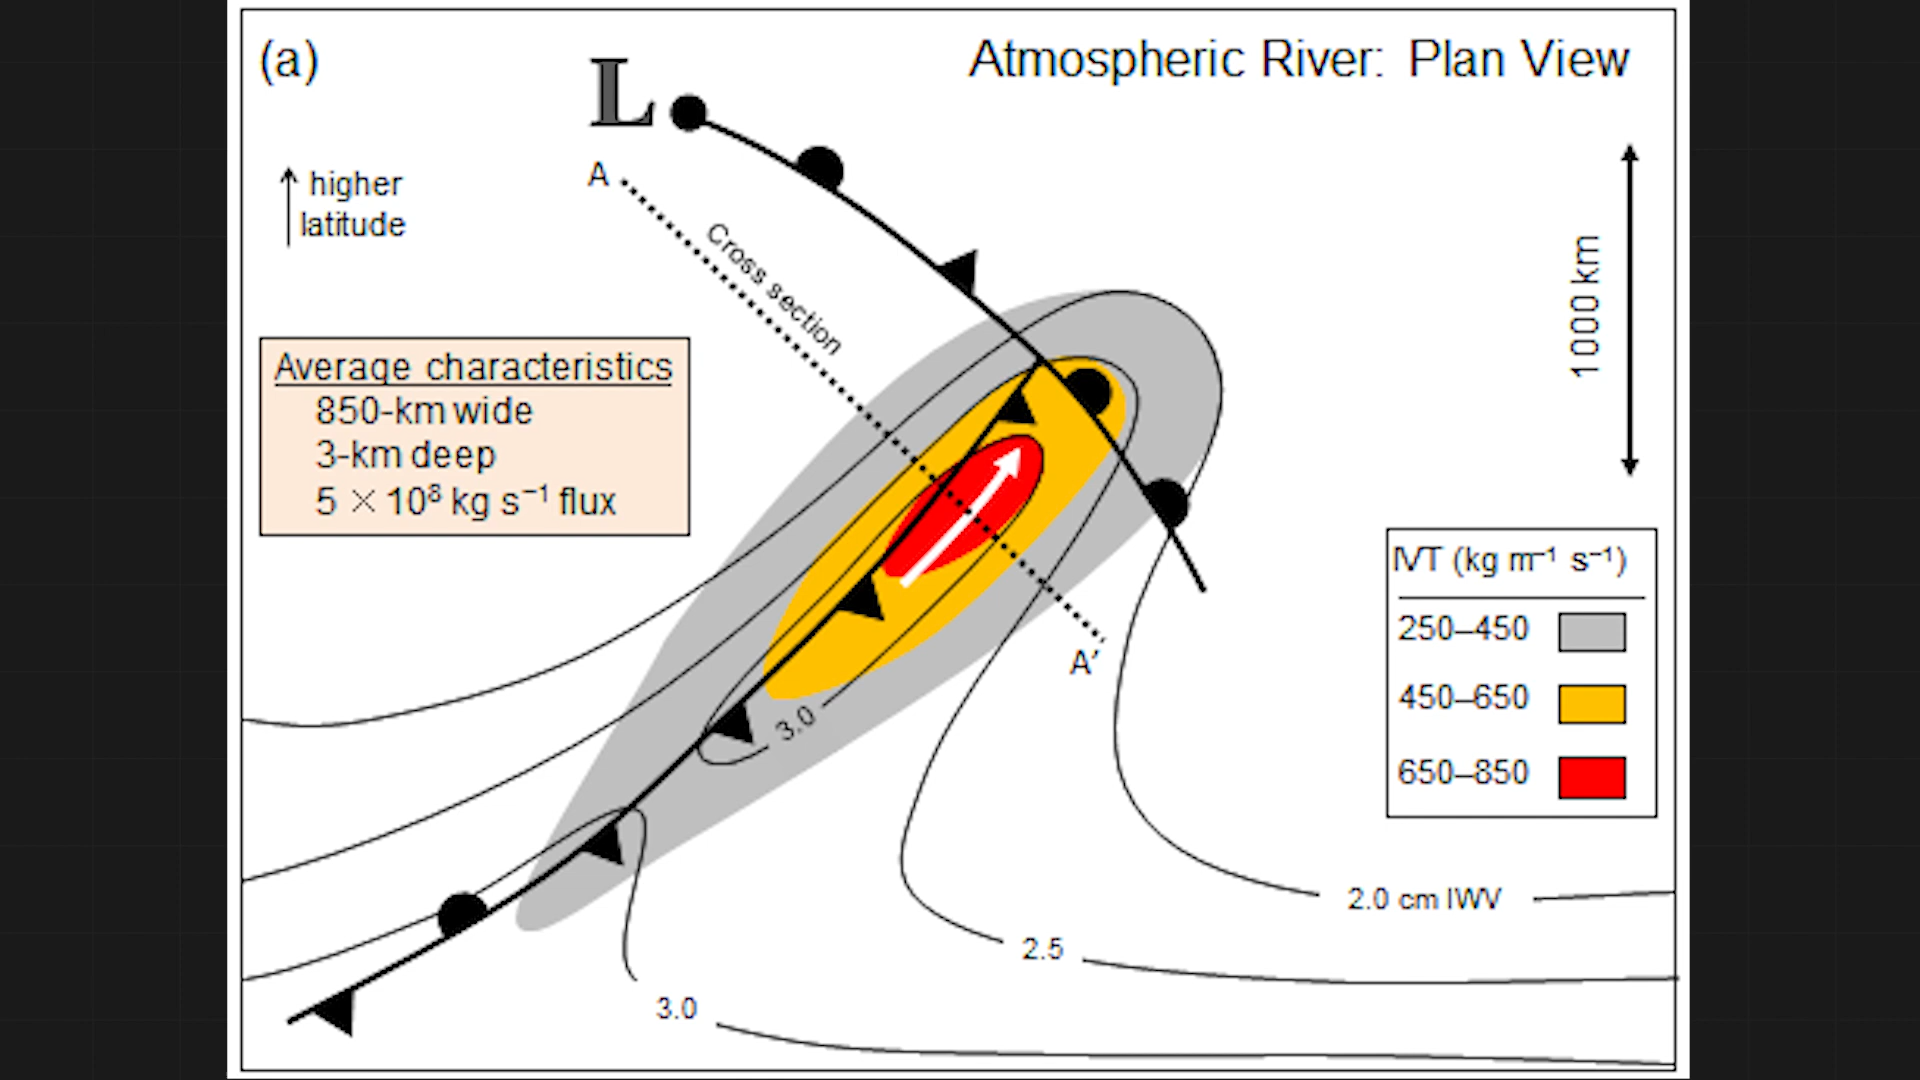 (a)
Atmospheric River: Plan View
L
A
higher
latitude
Cross section
1000 km
Average characteristics
850-km wide
3-km deep
5 × 10⁸ kg s⁻¹ flux
A′
IVT (kg m⁻¹ s⁻¹)
250–450
450–650
650–850
3.0
2.0 cm IWV
2.5
3.0